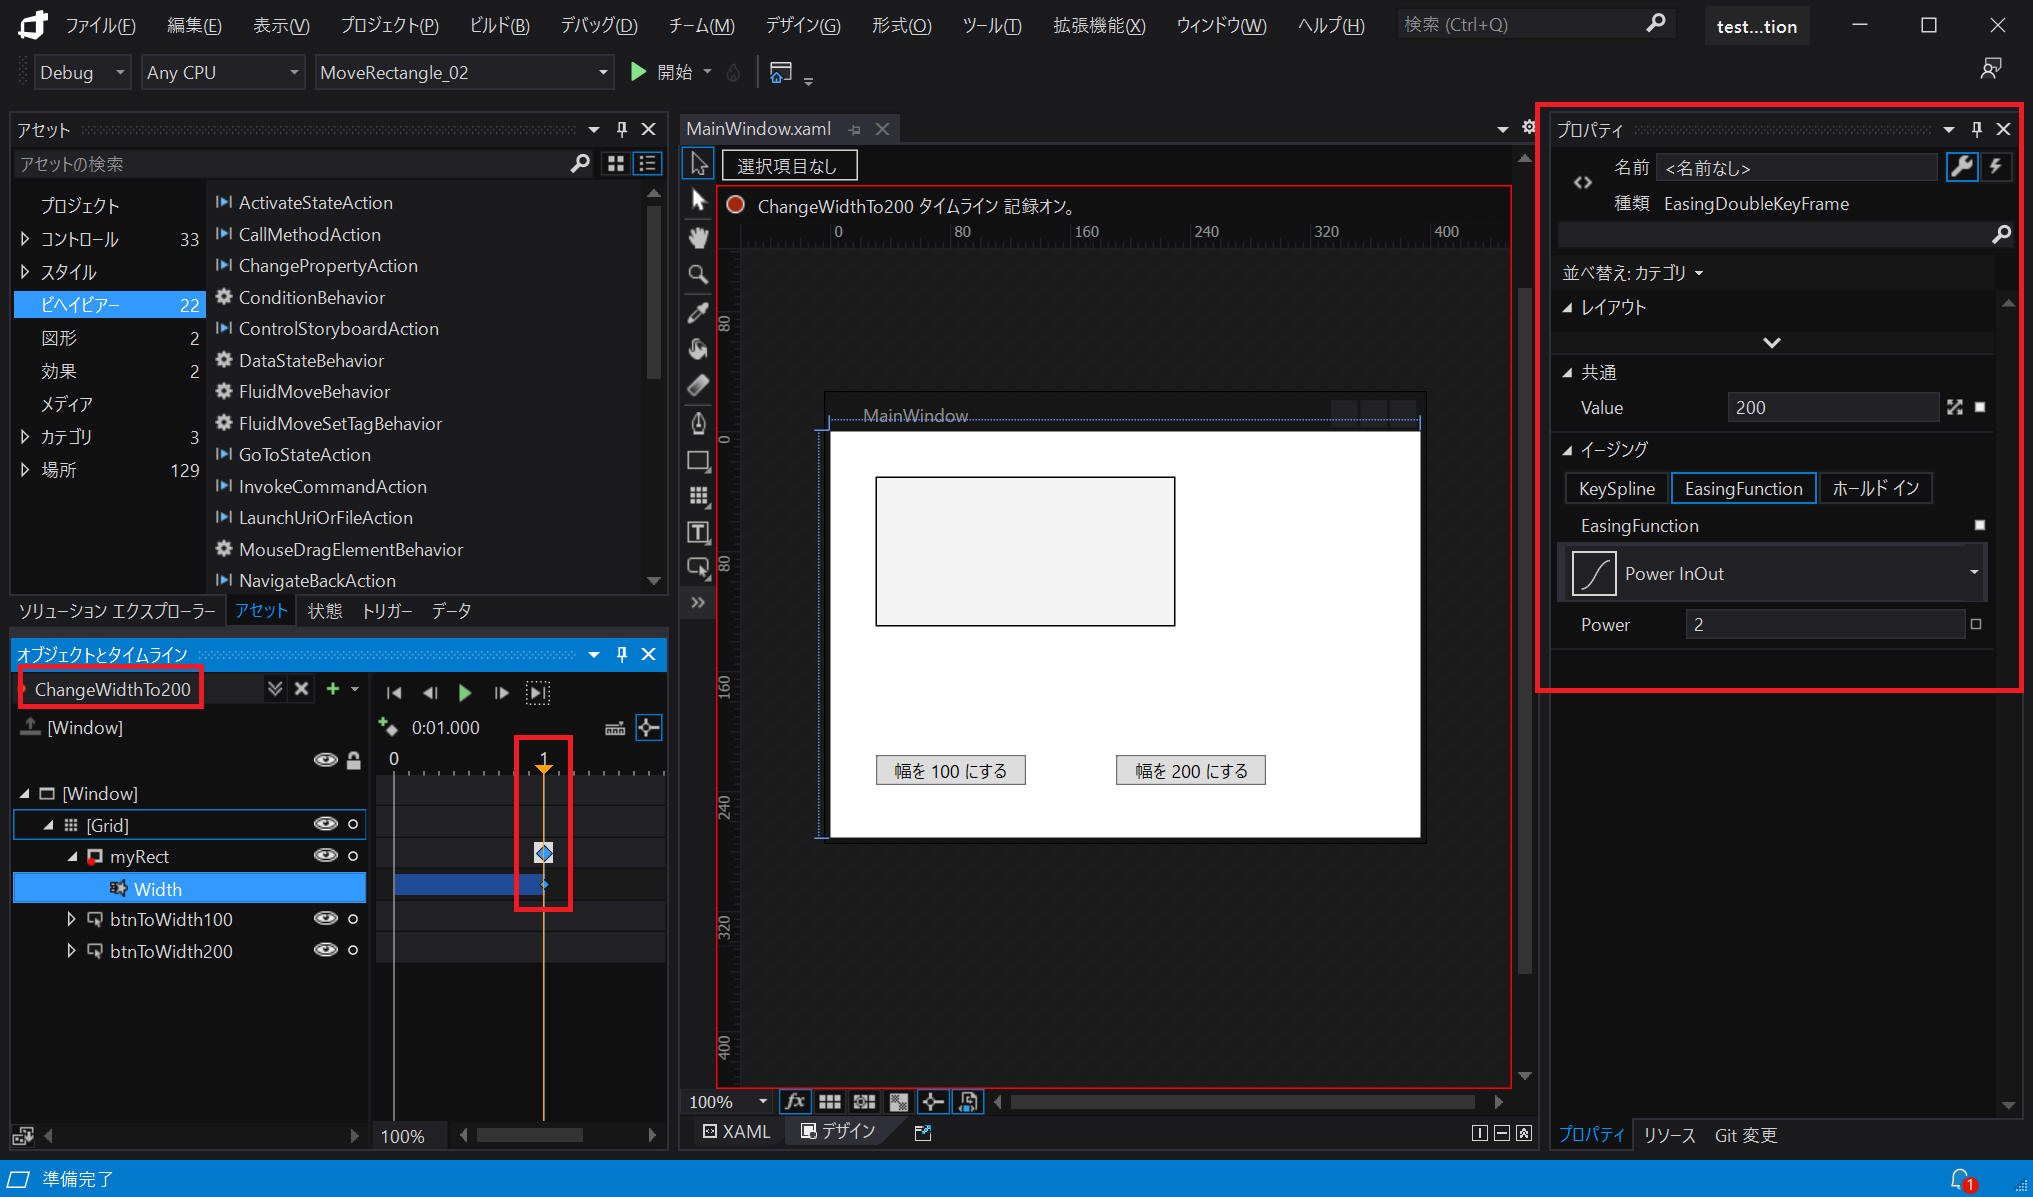 ファイル(F) 編集(E) 表示(V) プロジェクト(P) ビルド(B) デバッグ(D) チーム(M) デザイン(G) 形式(O) ツール(T) 拡張機能(X) ウィンドウ(W) ヘルプ(H) 検索 (Ctrl+Q) test...tion
Debug Any CPU MoveRectangle_02 開始
アセット
アセットの検索
プロジェクト
コントロール 33
スタイル
ビヘイビアー 22
図形 2
効果 2
メディア
カテゴリ 3
場所 129
ActivateStateAction
CallMethodAction
ChangePropertyAction
ConditionBehavior
ControlStoryboardAction
DataStateBehavior
FluidMoveBehavior
FluidMoveSetTagBehavior
GoToStateAction
InvokeCommandAction
LaunchUriOrFileAction
MouseDragElementBehavior
NavigateBackAction
ソリューション エクスプローラー アセット 状態 トリガー データ
オブジェクトとタイムライン
ChangeWidthTo200
[Window] 0:01.000
0 1
[Window]
[Grid]
myRect
Width
btnToWidth100
btnToWidth200
100%
MainWindow.xaml
選択項目なし
ChangeWidthTo200 タイムライン 記録オン。
0 80 160 240 320 400
80
0
80
160
240
320
400
MainWindow
幅を 100 にする 幅を 200 にする
100% fx
XAML デザイン
プロパティ
名前 <名前なし>
種類 EasingDoubleKeyFrame
並べ替え: カテゴリ
レイアウト
共通
Value 200
イージング
KeySpline EasingFunction ホールド イン
EasingFunction
Power InOut
Power 2
プロパティ リソース Git 変更
準備完了 1